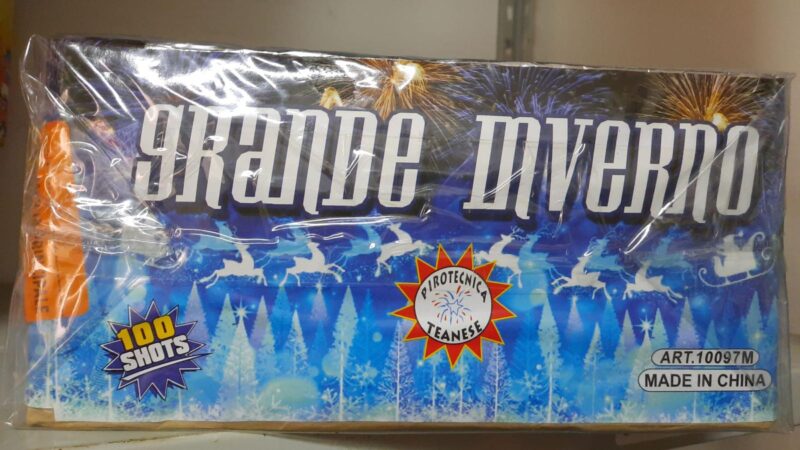 GRANDE INVERNO
PIROTECNICA
TEANESE
100
SHOTS
ART.10097M
MADE IN CHINA